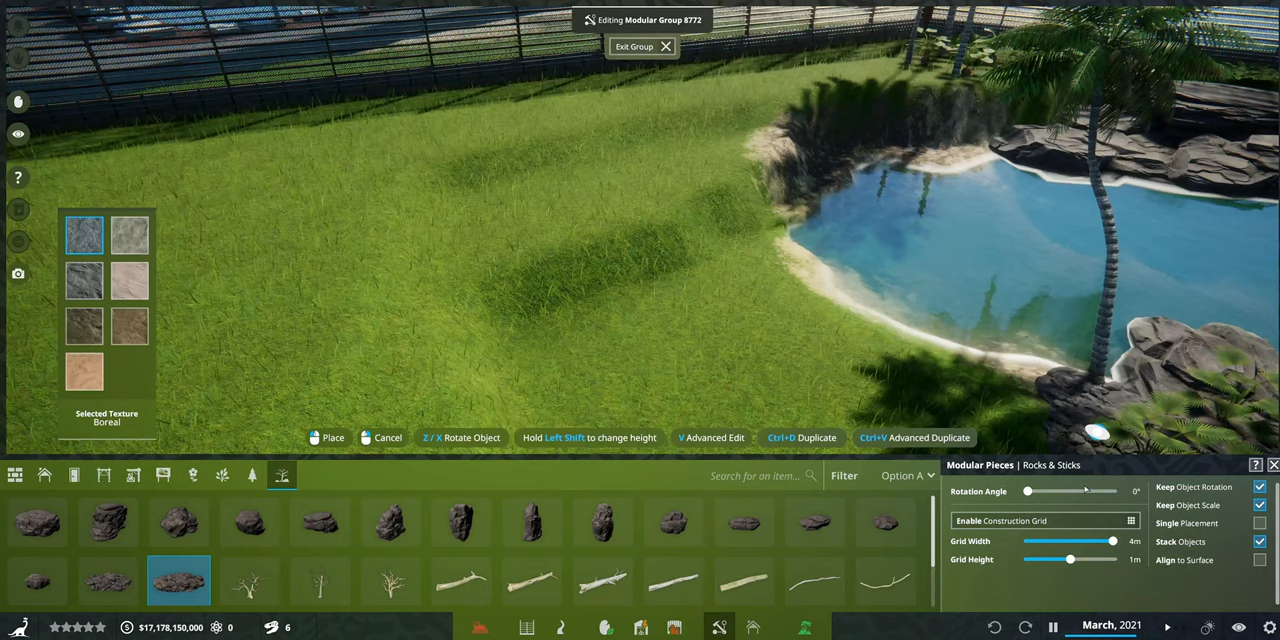 Editing Modular Group 8772
Exit Group
?
Selected Texture
Boreal
Place
Cancel
Z / X Rotate Object
Hold Left Shift to change height
V Advanced Edit
Ctrl+D Duplicate
Ctrl+V Advanced Duplicate
Search for an item...
Filter
Option A
Modular Pieces | Rocks & Sticks
?
Rotation Angle
0°
Keep Object Rotation
Keep Object Scale
Enable Construction Grid
Single Placement
Grid Width
4m
Stack Objects
Grid Height
1m
Align to Surface
$17,178,150,000
0
6
March, 2021